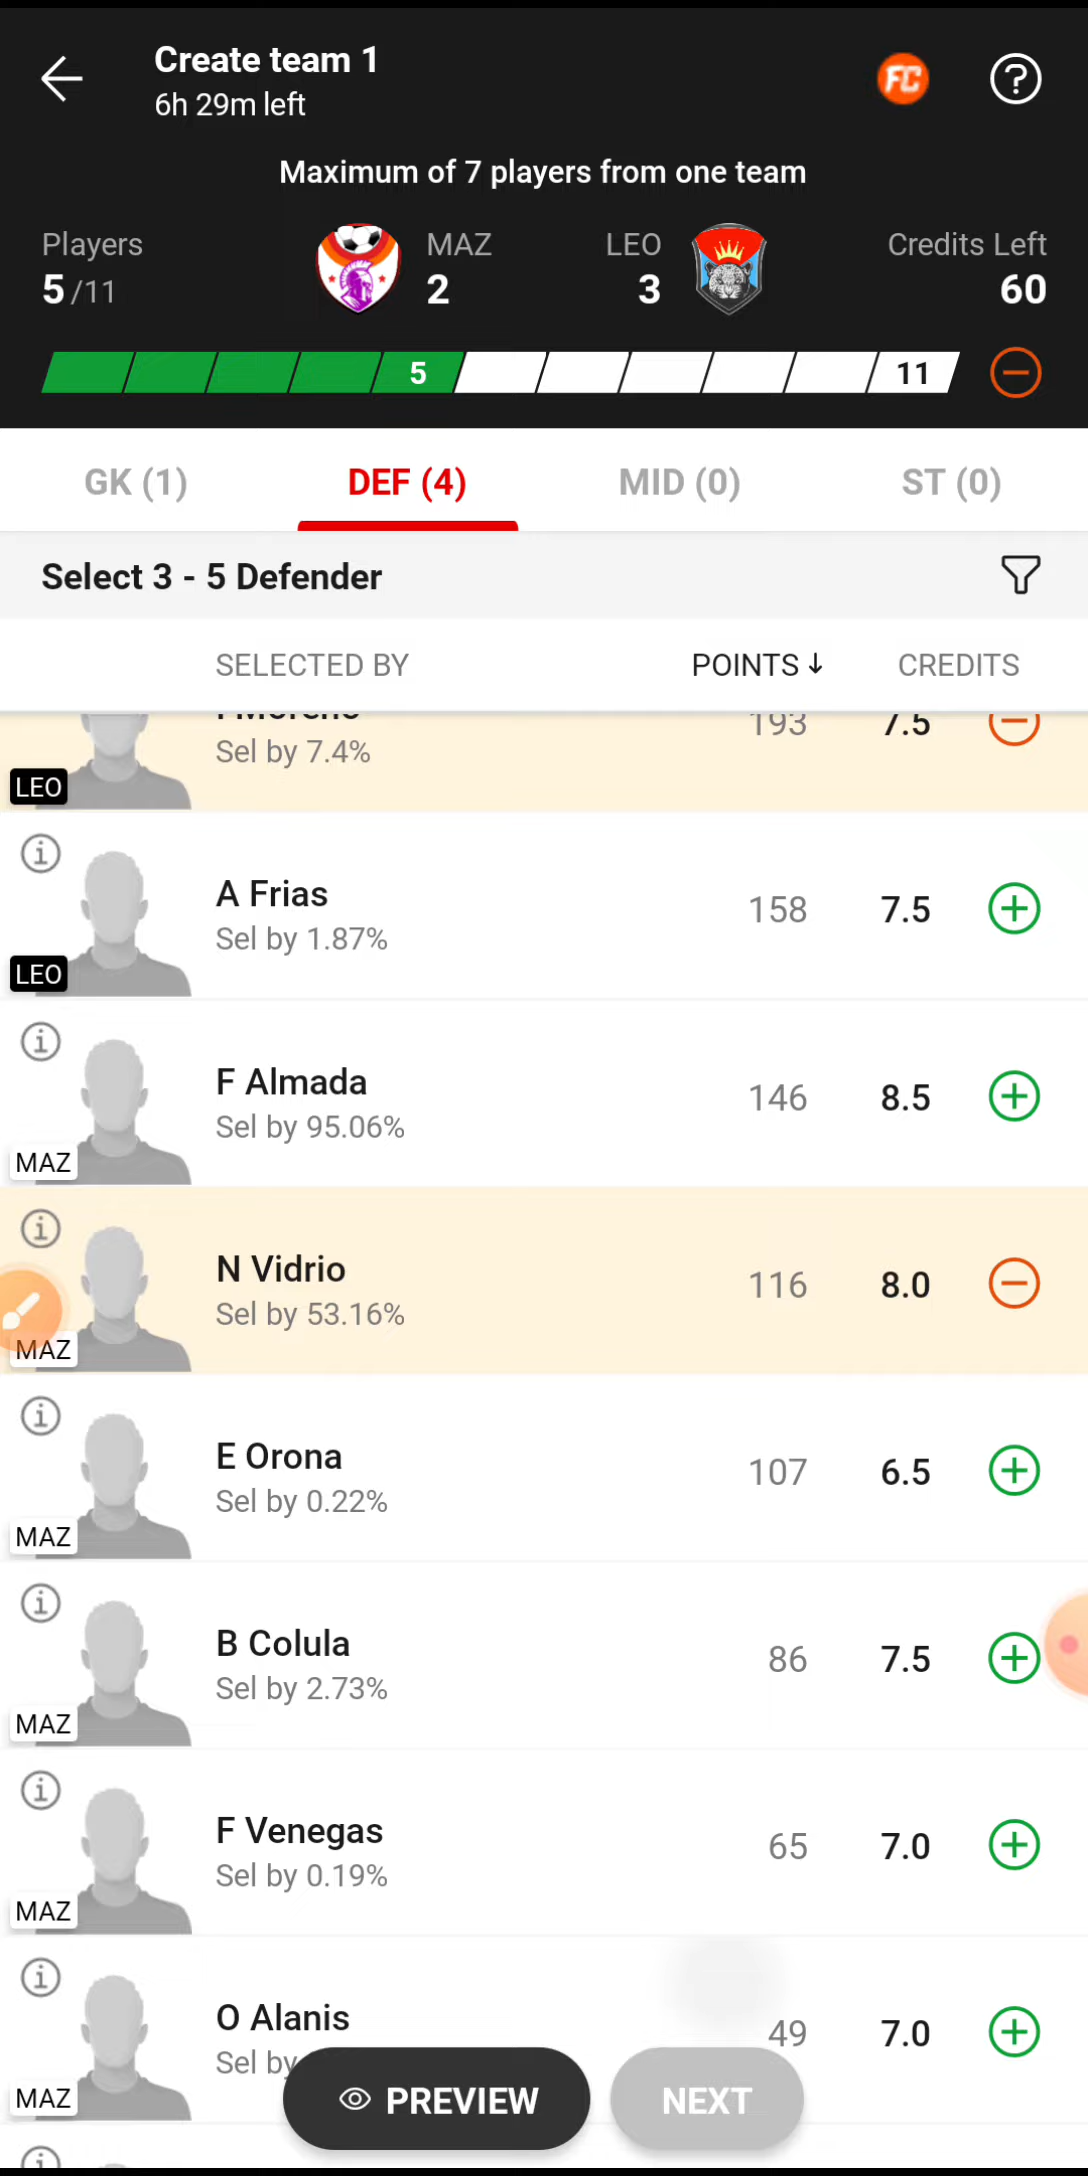 Create team 1
6h 29m left
FC
?
Maximum of 7 players from one team
Players
5 /11
MAZ
2
LEO
3
Credits Left
60
5
11
GK (1)
DEF (4)
MID (0)
ST (0)
Select 3 - 5 Defender
SELECTED BY
POINTS ↓
CREDITS
Sel by 7.4%
193
7.5
LEO
A Frias
Sel by 1.87%
158
7.5
LEO
F Almada
Sel by 95.06%
146
8.5
MAZ
N Vidrio
Sel by 53.16%
116
8.0
MAZ
E Orona
Sel by 0.22%
107
6.5
MAZ
B Colula
Sel by 2.73%
86
7.5
MAZ
F Venegas
Sel by 0.19%
65
7.0
MAZ
O Alanis
Sel by
49
7.0
MAZ
PREVIEW
NEXT